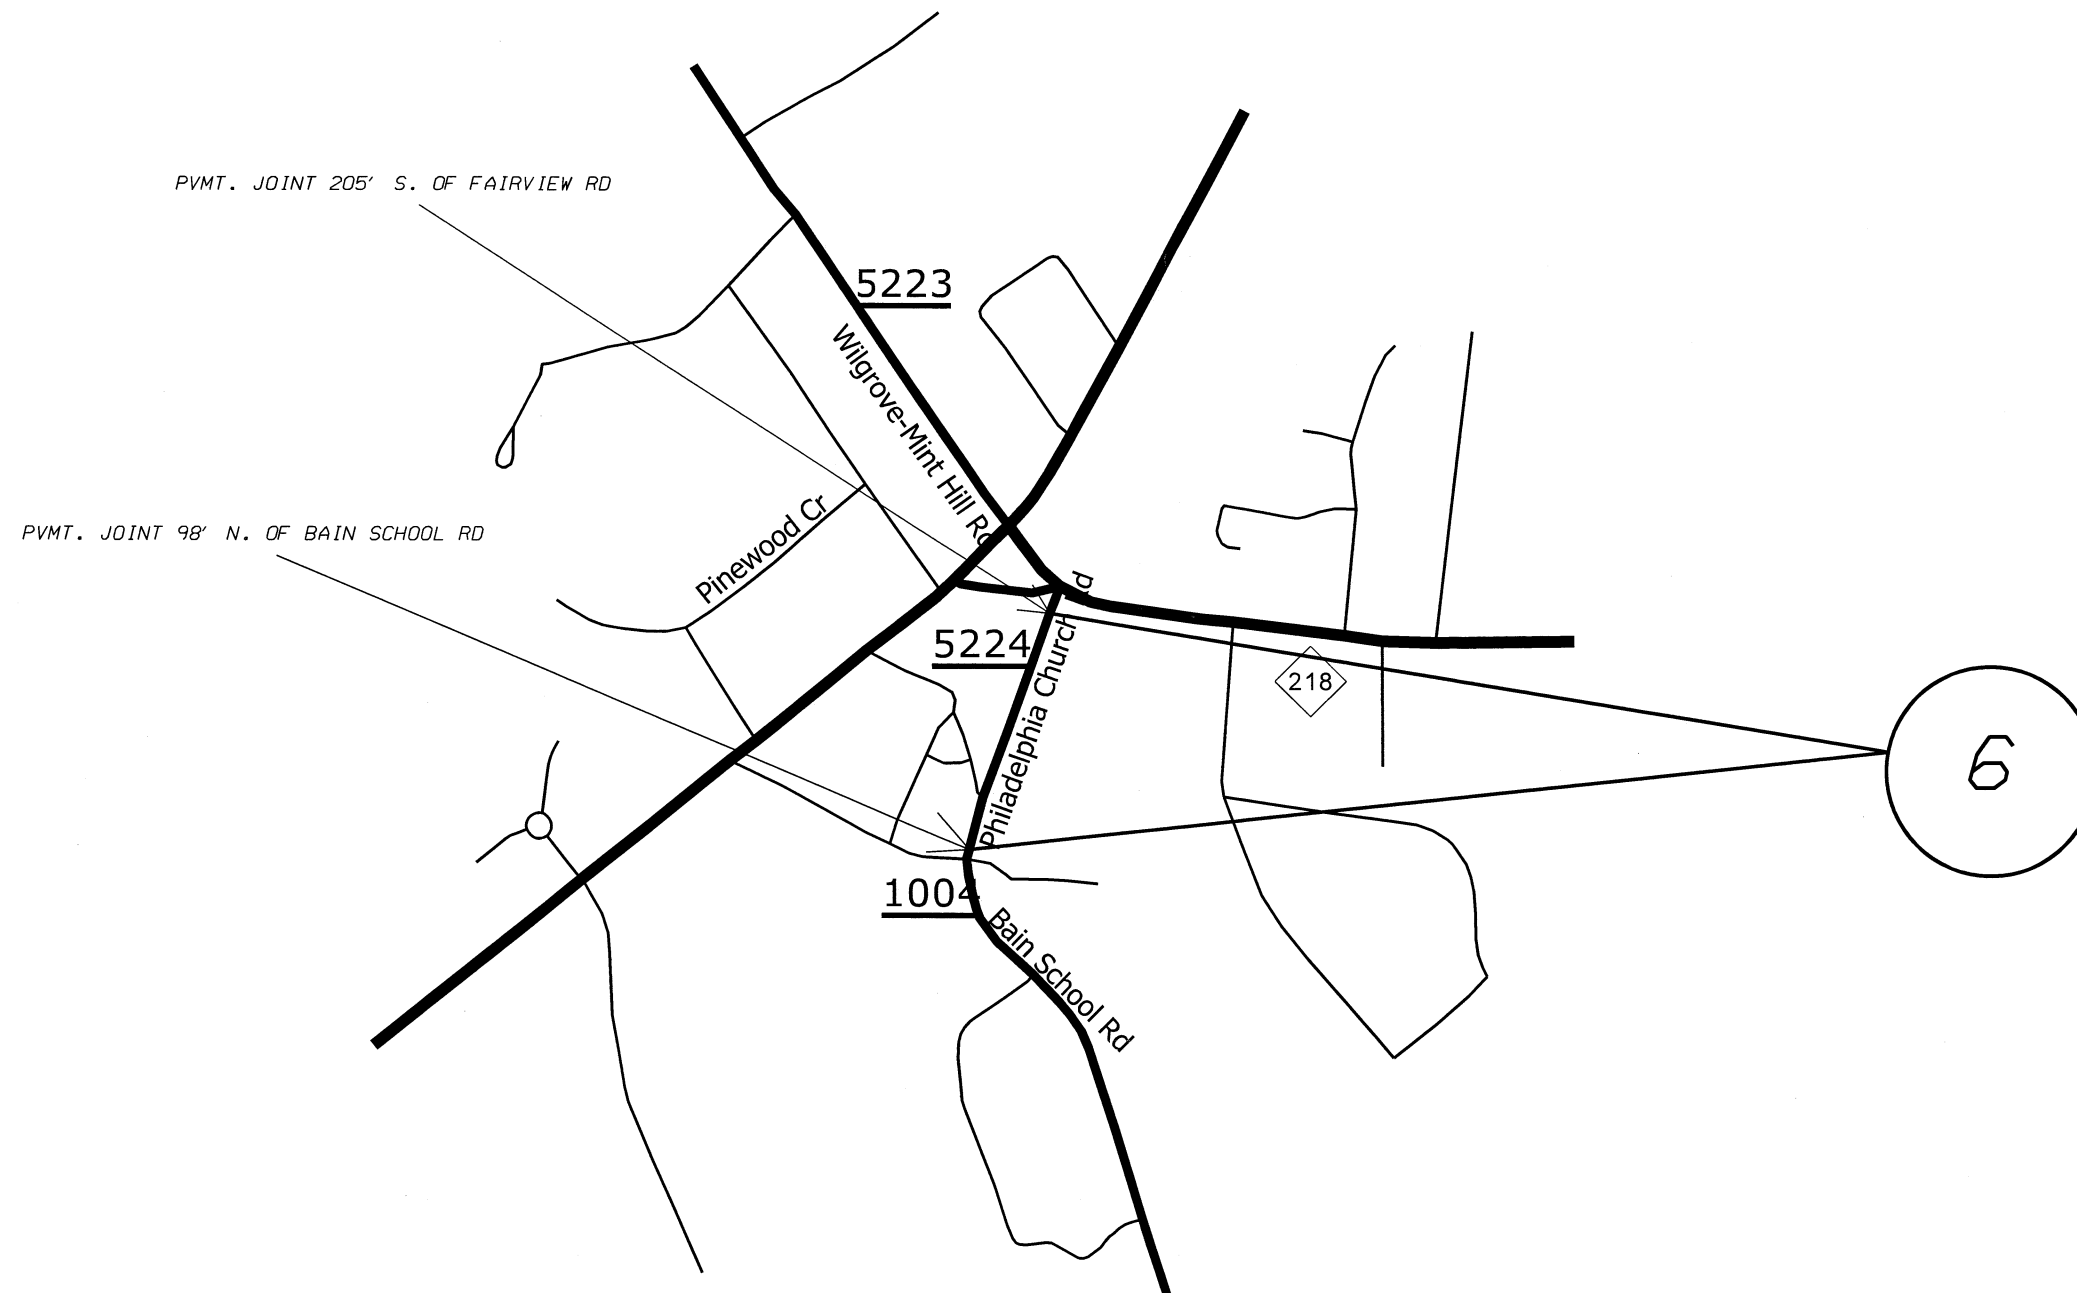 PVMT. JOINT 205' S. OF FAIRVIEW RD
5223
Wilgrove-Mint Hill Rd
PVMT. JOINT 98' N. OF BAIN SCHOOL RD
Pinewood Cr
5224
Philadelphia Church Rd
218
6
1004
Bain School Rd